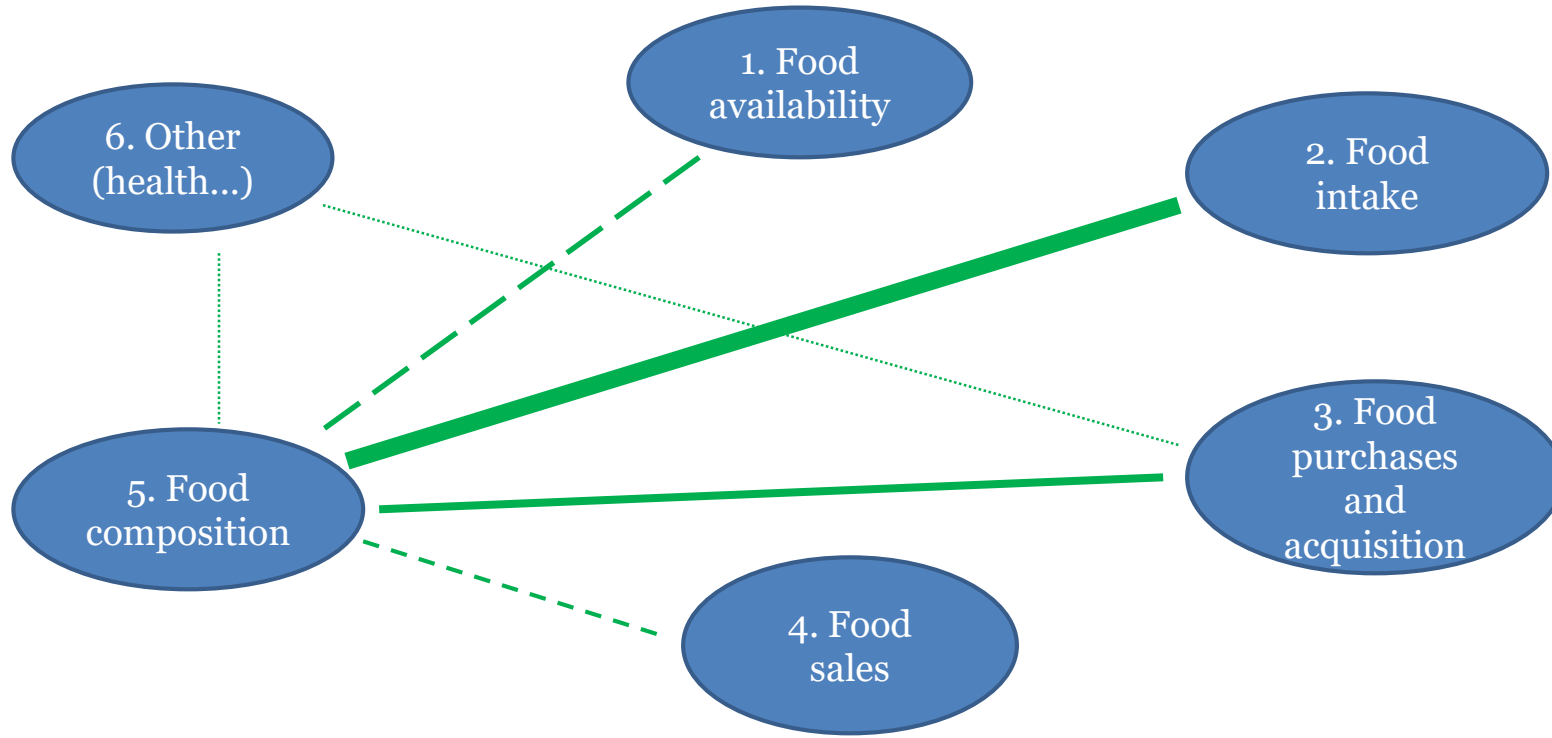 1. Food
availability
6. Other
(health...)
2. Food
intake
3. Food
purchases
and
acquisition
5. Food
composition
4. Food
sales